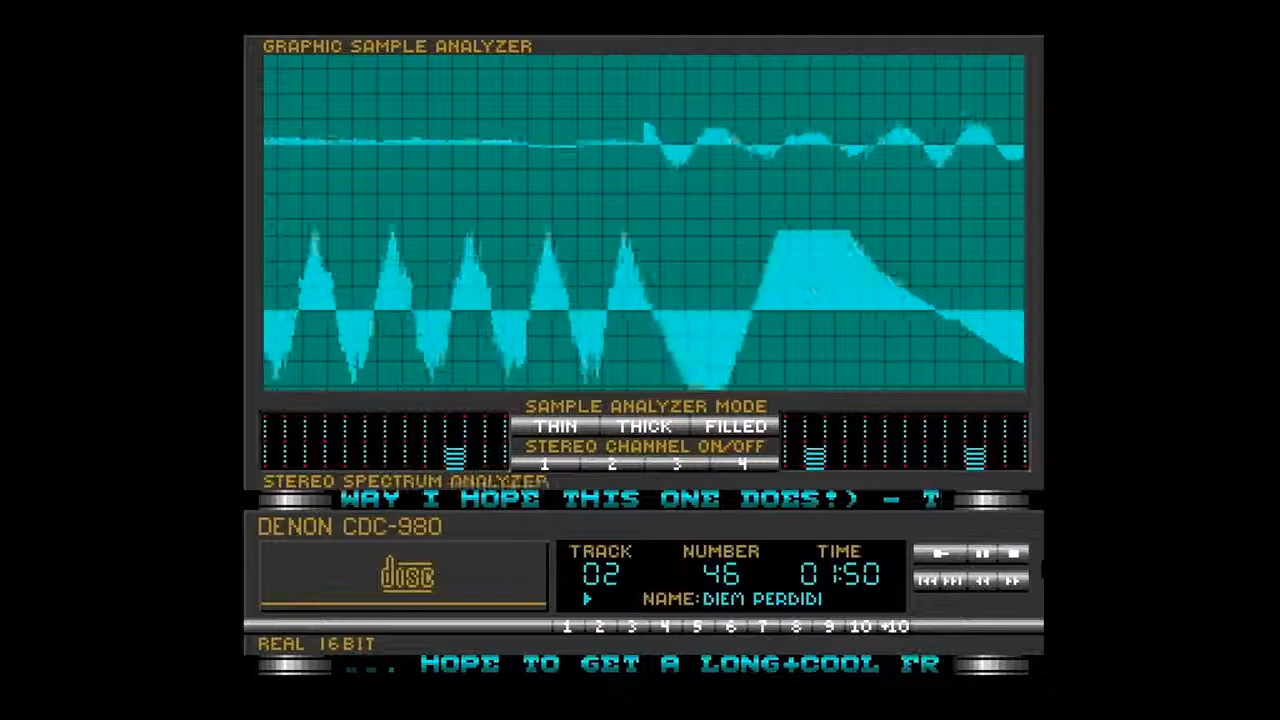 GRAPHIC SAMPLE ANALYZER
SAMPLE ANALYZER MODE
THIN THICK FILLED
STEREO CHANNEL ON/OFF
1 2 3 4
STEREO SPECTRUM ANALYZER
WAY I HOPE THIS ONE DOES!) - T
DENON CDC-980
disc
TRACK NUMBER TIME
02 46 01:50
NAME:DIEM PERDIDI
1 2 3 4 5 6 7 8 9 10 +10
REAL 16BIT
... HOPE TO GET A LONG+COOL FR